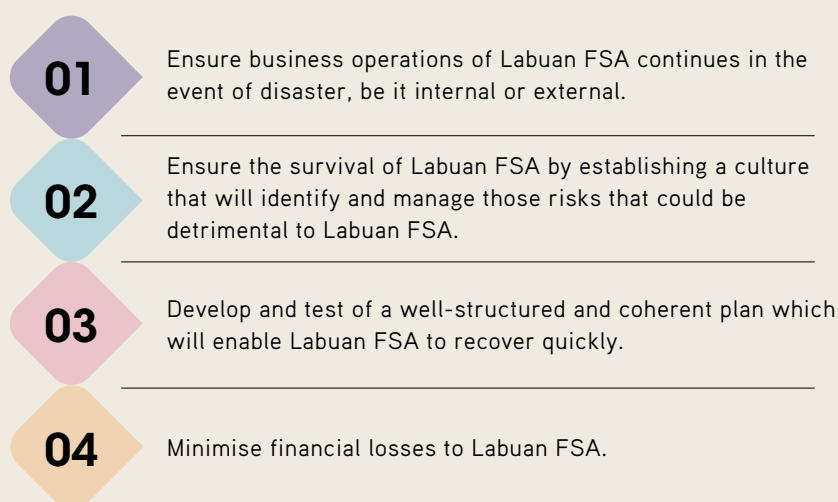 01
Ensure business operations of Labuan FSA continues in the
event of disaster, be it internal or external.
02
Ensure the survival of Labuan FSA by establishing a culture
that will identify and manage those risks that could be
detrimental to Labuan FSA.
03
Develop and test of a well-structured and coherent plan which
will enable Labuan FSA to recover quickly.
04
Minimise financial losses to Labuan FSA.